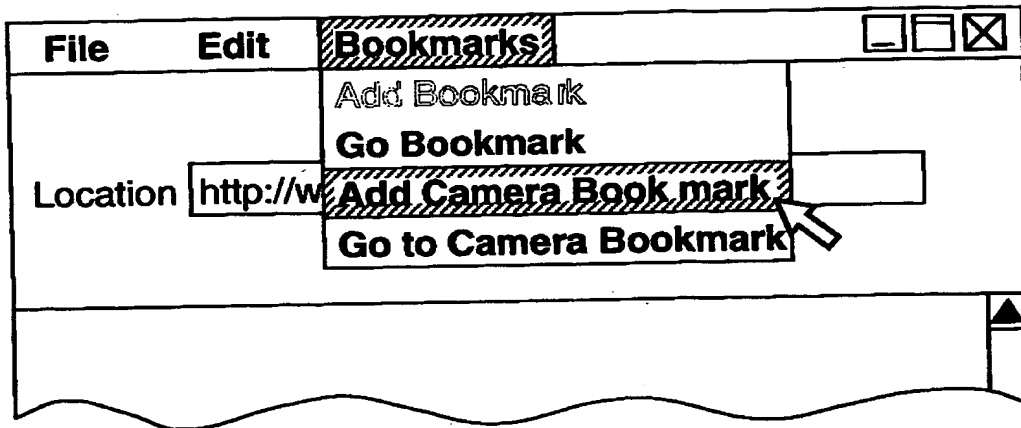 File Edit Bookmarks
Add Bookmark
Go Bookmark
Location http://w Add Camera Book mark
Go to Camera Bookmark